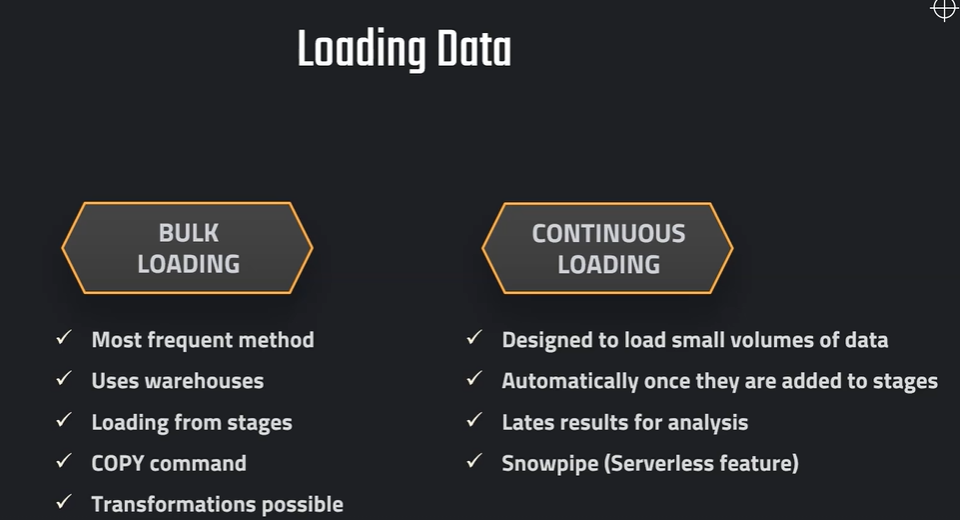 Loading Data
BULK
LOADING
Most frequent method
Uses warehouses
Loading from stages
COPY command
Transformations possible
CONTINUOUS
LOADING
Designed to load small volumes of data
Automatically once they are added to stages
Lates results for analysis
Snowpipe (Serverless feature)